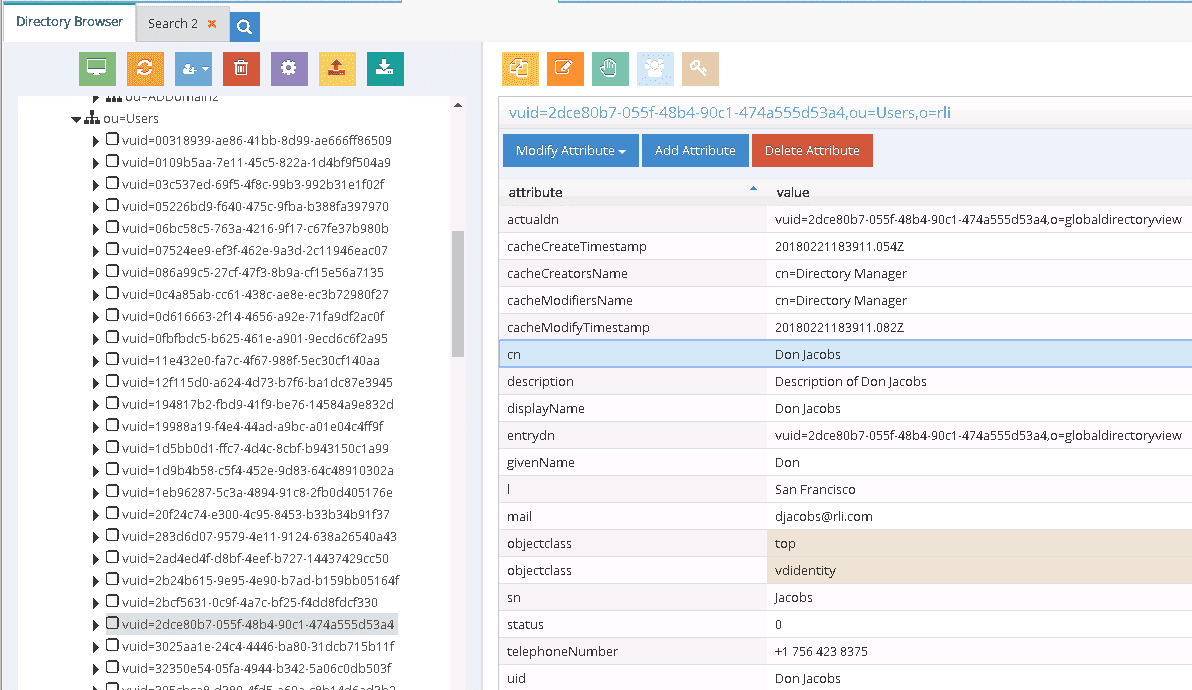 Directory Browser
Search 2
ou=ADDomain2
ou=Users
vuid=00318939-ae86-41bb-8d99-ae666ff86509
vuid=0109b5aa-7e11-45c5-822a-1d4bf9f504a9
vuid=03c537ed-69f5-4f8c-99b3-992b31e1f02f
vuid=05226bd9-f640-475c-9fba-b388fa397970
vuid=06bc58c5-763a-4216-9f17-c67fe37b980b
vuid=07524ee9-ef3f-462e-9a3d-2c11946eac07
vuid=086a99c5-27cf-47f3-8b9a-cf15e56a7135
vuid=0c4a85ab-cc61-438c-ae8e-ec3b72980f27
vuid=0d616663-2f14-4656-a92e-71fa9df2ac0f
vuid=0fbfbdc5-b625-461e-a901-9ecd6c6f2a95
vuid=11e432e0-fa7c-4f67-988f-5ec30cf140aa
vuid=12f115d0-a624-4d73-b7f6-ba1dc87e3945
vuid=194817b2-fbd9-41f9-be76-14584a9e832d
vuid=19988a19-f4e4-44ad-a9bc-a01e04c4ff9f
vuid=1d5bb0d1-ffc7-4d4c-8cbf-b943150c1a99
vuid=1d9b4b58-c5f4-452e-9d83-64c48910302a
vuid=1eb96287-5c3a-4894-91c8-2fb0d405176e
vuid=20f24c74-e300-4c95-8453-b33b34b91f37
vuid=283d6d07-9579-4e11-9124-638a26540a43
vuid=2ad4ed4f-d8bf-4eef-b727-14437429cc50
vuid=2b24b615-9e95-4e90-b7ad-b159bb05164f
vuid=2bcf5631-0c9f-4a7c-bf25-f4dd8fdcf330
vuid=2dce80b7-055f-48b4-90c1-474a555d53a4
vuid=3025aa1e-24c4-4446-ba80-31dcb715b11f
vuid=32350e54-05fa-4944-b342-5a06c0db503f
vuid=2dce80b7-055f-48b4-90c1-474a555d53a4,ou=Users,o=rli
Modify Attribute Add Attribute Delete Attribute
attribute value
actualdn vuid=2dce80b7-055f-48b4-90c1-474a555d53a4,o=globaldirectoryview
cacheCreateTimestamp 20180221183911.054Z
cacheCreatorsName cn=Directory Manager
cacheModifiersName cn=Directory Manager
cacheModifyTimestamp 20180221183911.082Z
cn Don Jacobs
description Description of Don Jacobs
displayName Don Jacobs
entrydn vuid=2dce80b7-055f-48b4-90c1-474a555d53a4,o=globaldirectoryview
givenName Don
l San Francisco
mail djacobs@rli.com
objectclass top
objectclass vdidentity
sn Jacobs
status 0
telephoneNumber +1 756 423 8375
uid Don Jacobs